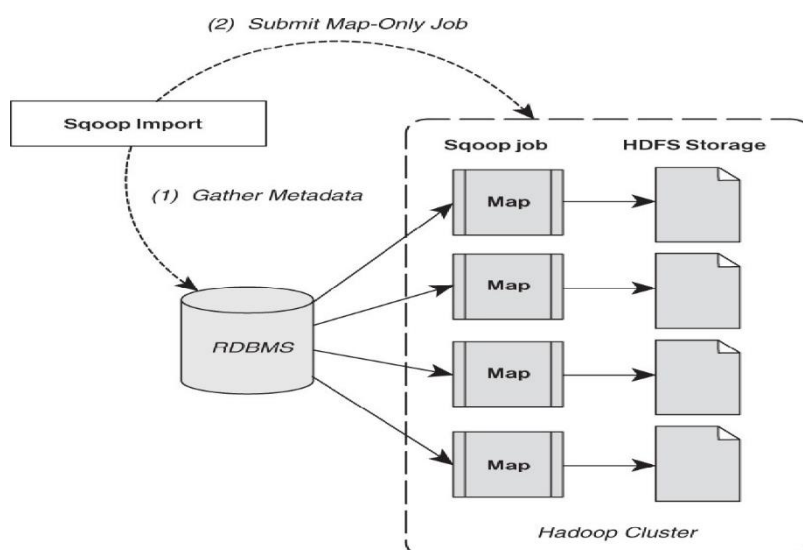 (2) Submit Map-Only Job
Sqoop Import
Sqoop job
HDFS Storage
(1) Gather Metadata
Map
Map
RDBMS
Map
Map
Hadoop Cluster